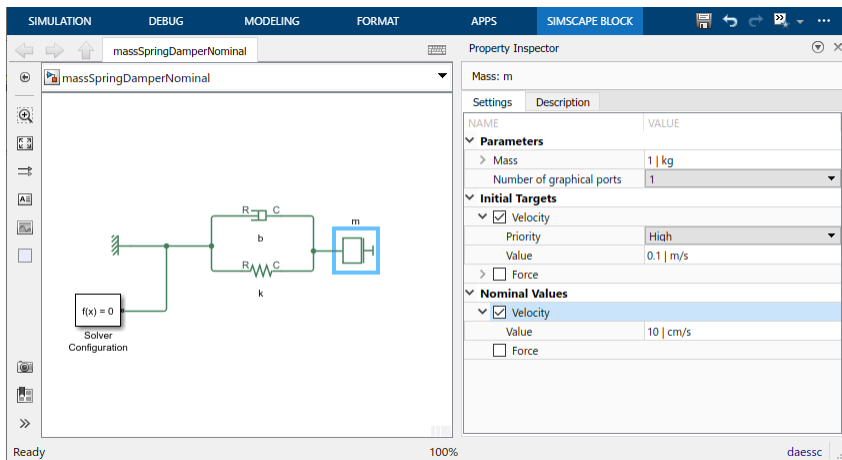 SIMULATION DEBUG MODELING FORMAT APPS SIMSCAPE BLOCK
massSpringDamperNominal
massSpringDamperNominal
R C
b
R C
k
m
f(x) = 0
Solver
Configuration
Property Inspector
Mass: m
Settings Description
NAME VALUE
Parameters
Mass 1 | kg
Number of graphical ports 1
Initial Targets
Velocity
Priority High
Value 0.1 | m/s
Force
Nominal Values
Velocity
Value 10 | cm/s
Force
Ready 100% daessc